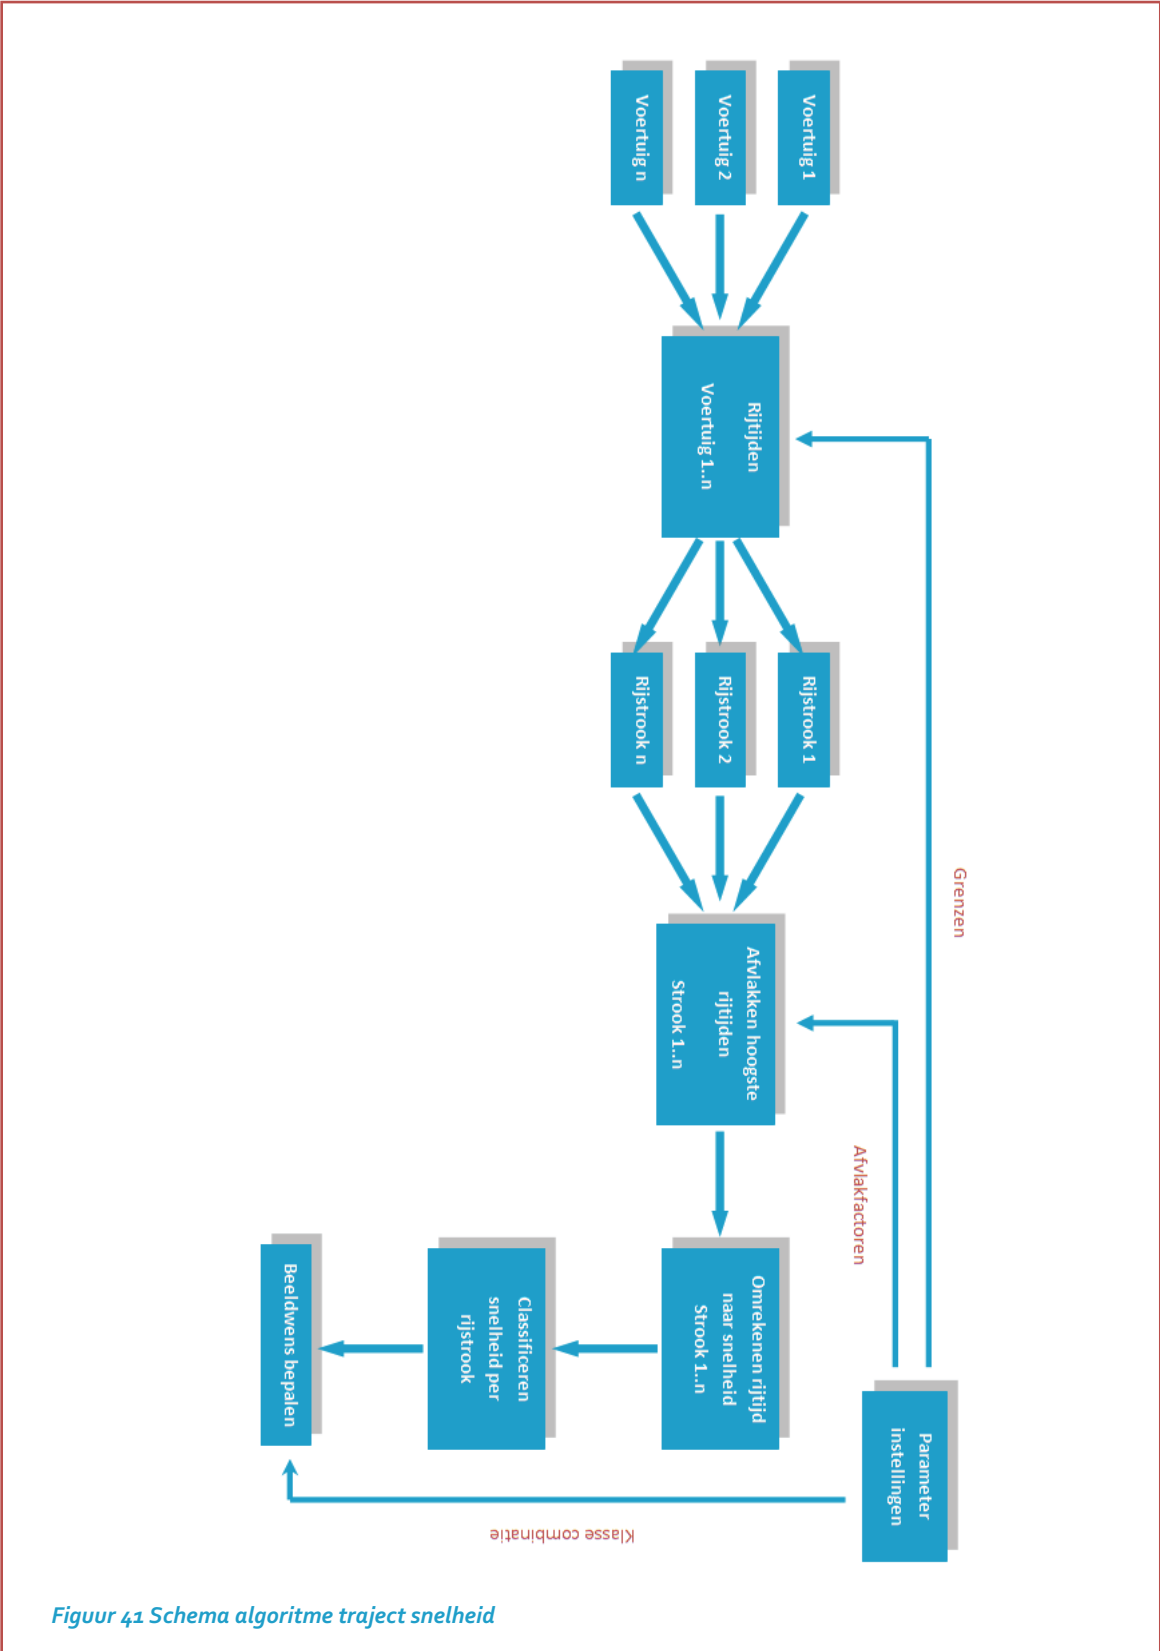 Voertuig 1
Voertuig 2
Voertuig n
Rijtijden
Voertuig 1..n
Rijstrook 1
Rijstrook 2
Rijstrook n
Grenzen
Afvlakken hoogste
rijtijden
Strook 1..n
Afvlakfactoren
Omrekenen rijtijd
naar snelheid
Strook 1..n
Classificeren
snelheid per
rijstrook
Beeldwens bepalen
Parameter
instellingen
Klasse combinatie
Figuur 41 Schema algoritme traject snelheid